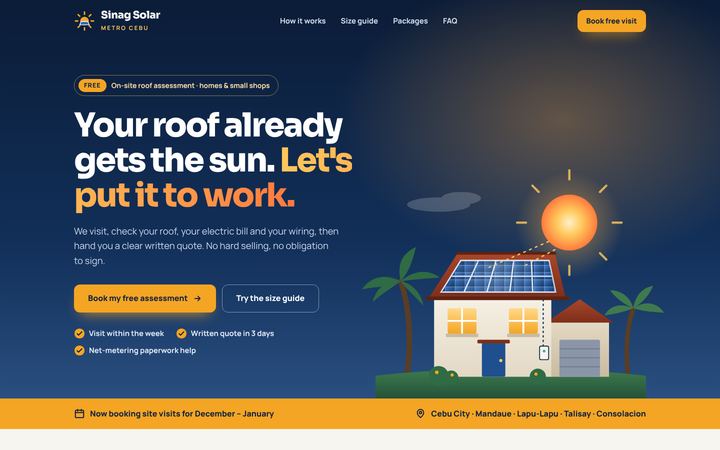 Sinag Solar
METRO CEBU
How it works
Size guide
Packages
FAQ
Book free visit
FREE On-site roof assessment · homes & small shops
Your roof already
gets the sun. Let's
put it to work.
We visit, check your roof, your electric bill and your wiring, then
hand you a clear written quote. No hard selling, no obligation
to sign.
Book my free assessment →
Try the size guide
Visit within the week
Written quote in 3 days
Net-metering paperwork help
Now booking site visits for December – January
Cebu City · Mandaue · Lapu-Lapu · Talisay · Consolacion